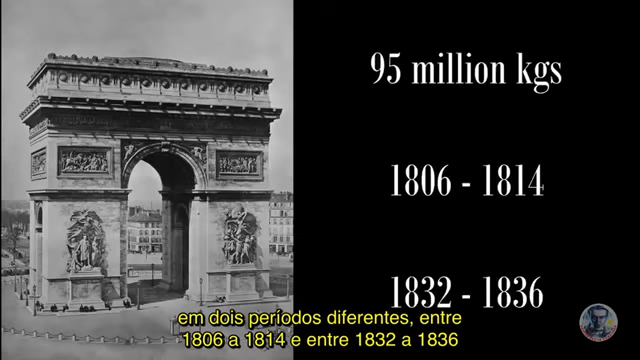 95 million kgs
1806 - 1814
1832 - 1836
em dois períodos diferentes, entre
1806 a 1814 e entre 1832 a 1836